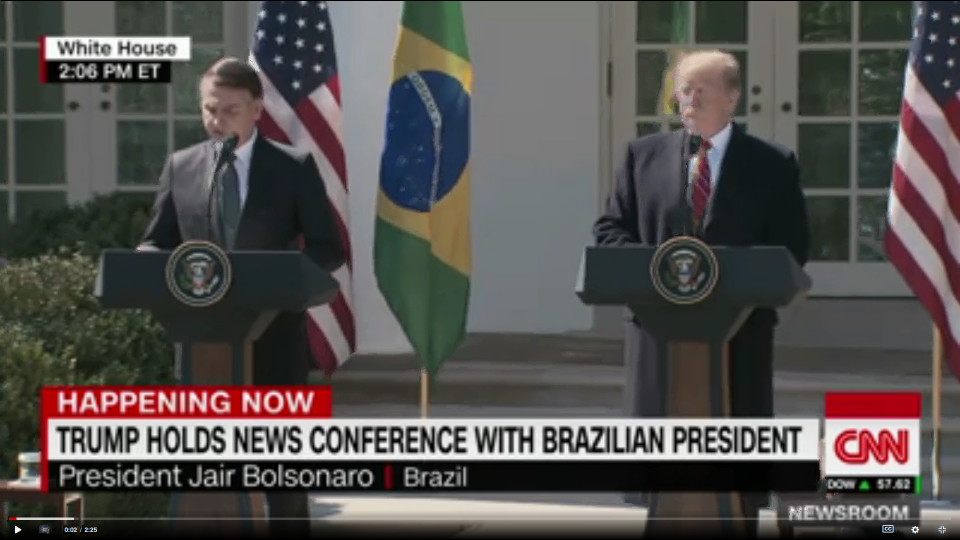 White House
2:06 PM ET
HAPPENING NOW
TRUMP HOLDS NEWS CONFERENCE WITH BRAZILIAN PRESIDENT
President Jair Bolsonaro | Brazil
CNN
DOW ▲ 57.62
NEWSROOM
0:02 / 2:25
CC